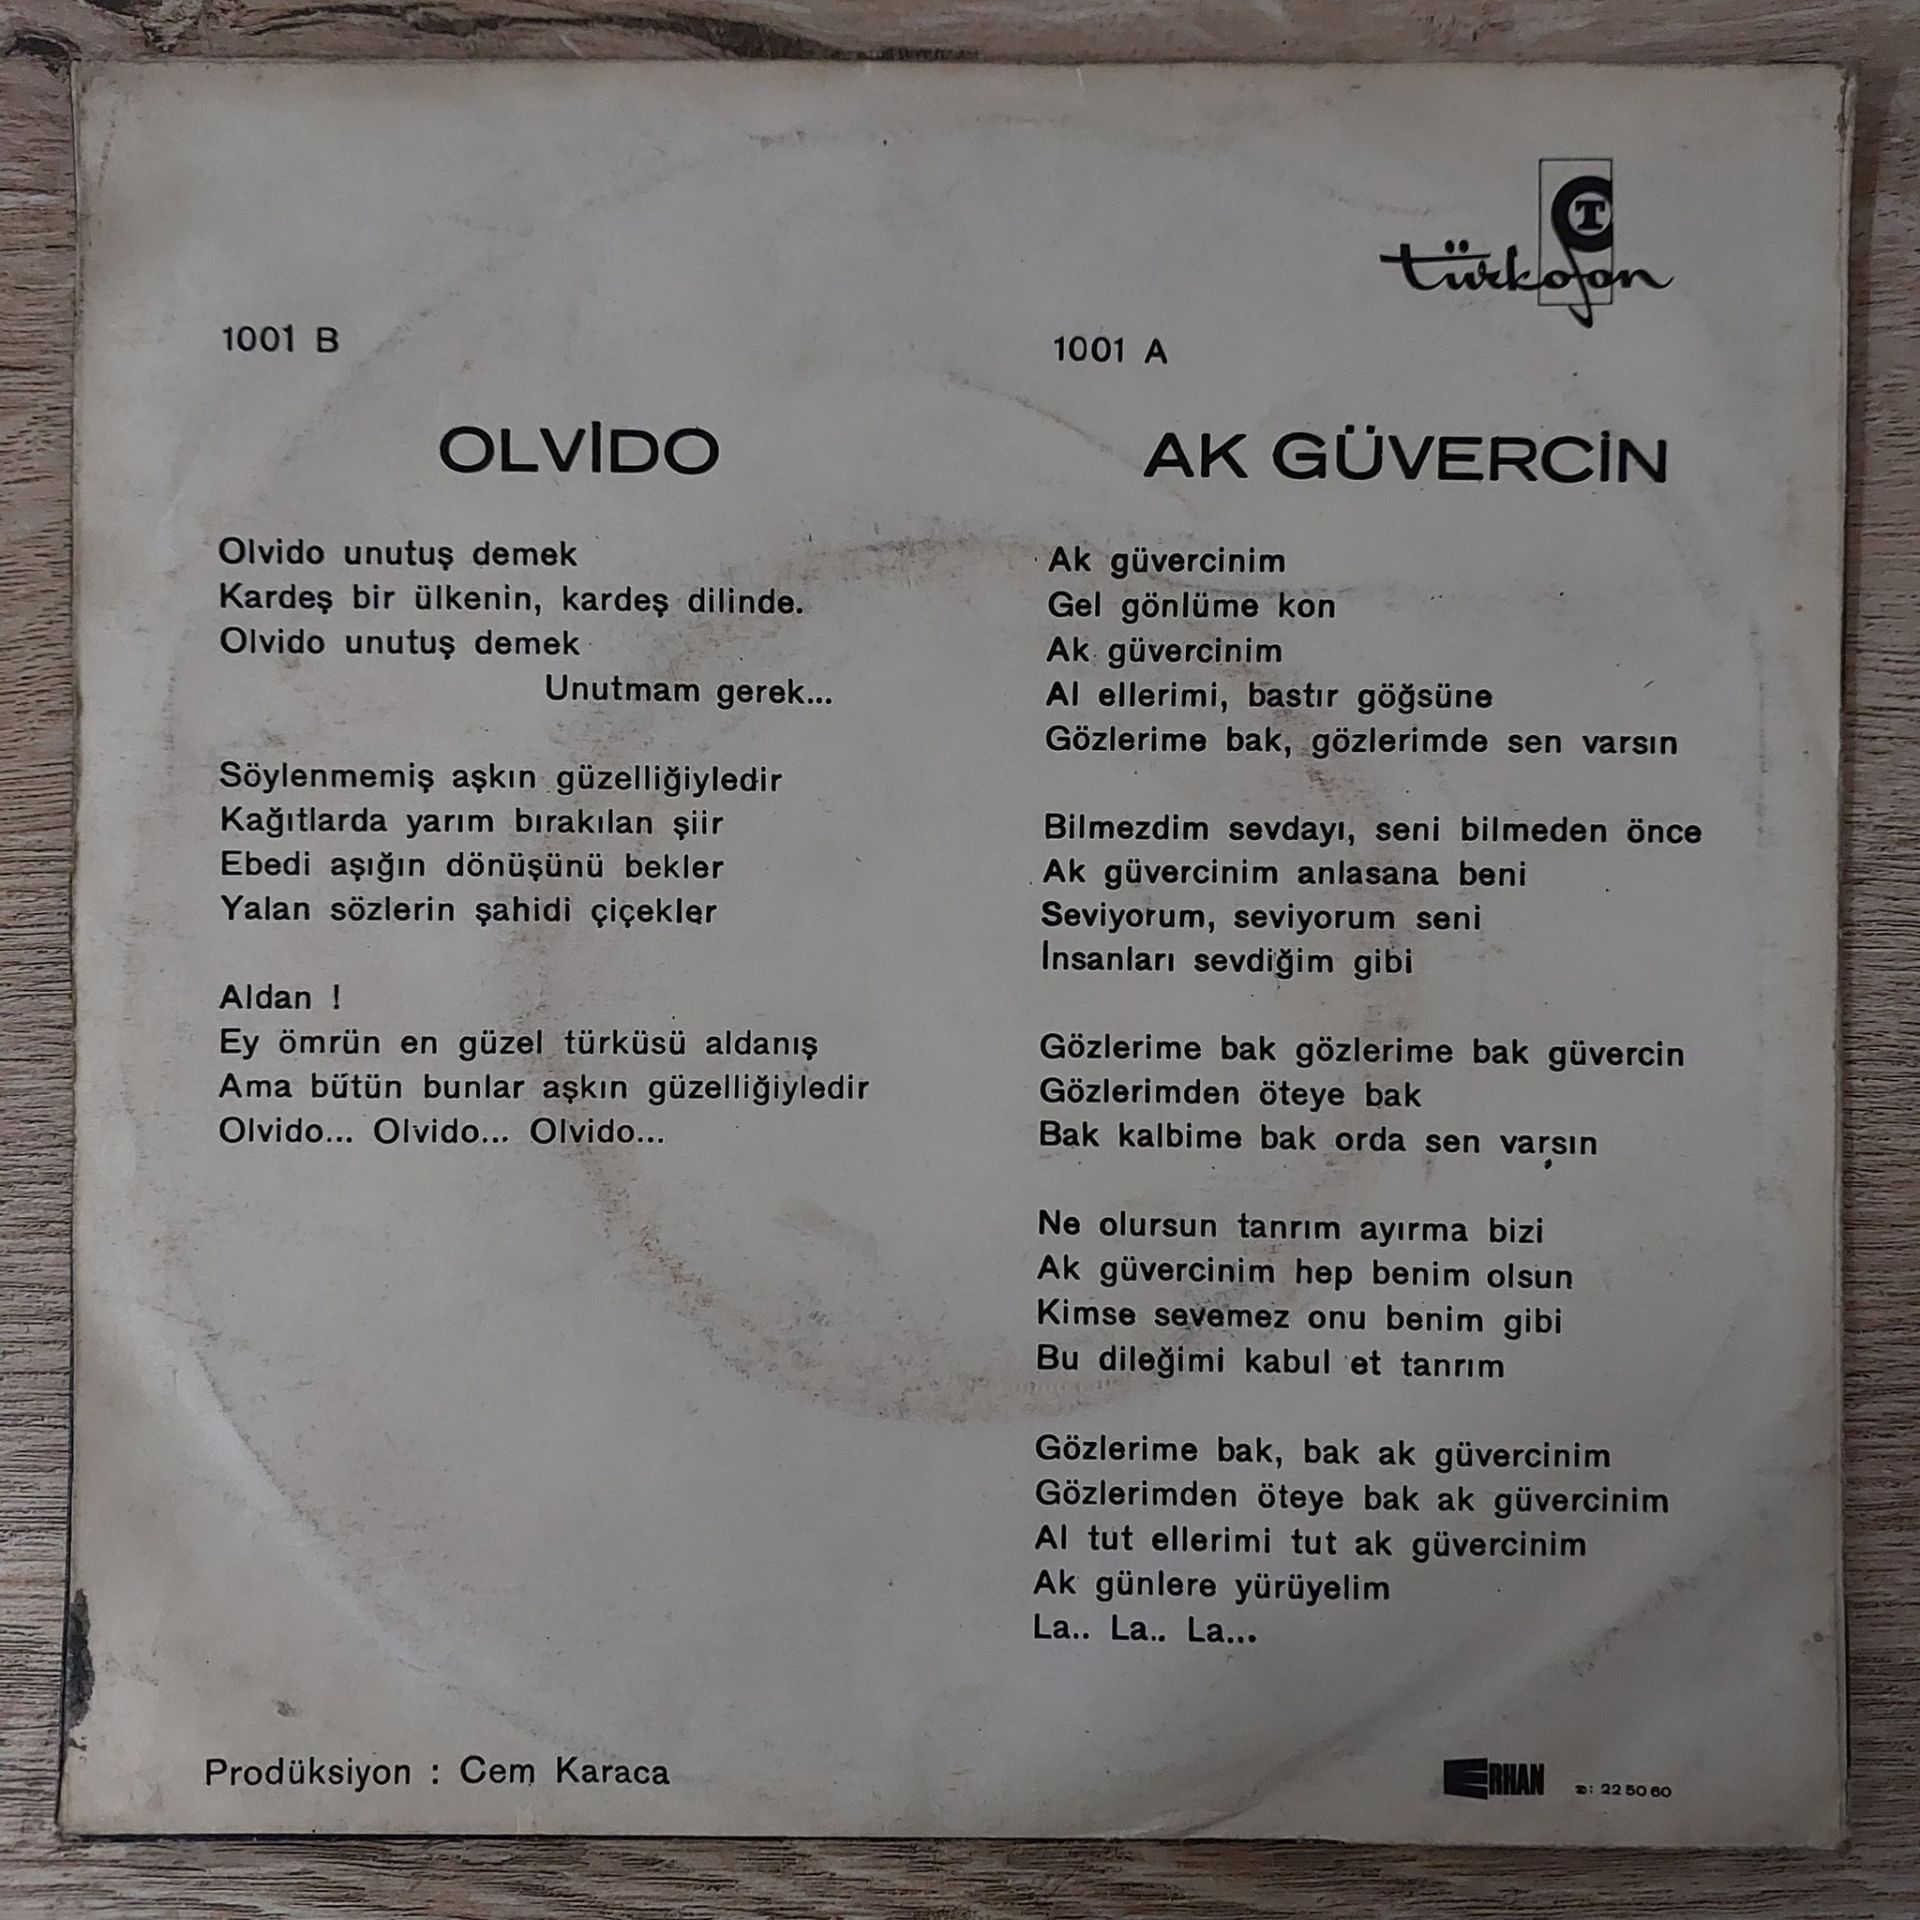 türkofon
1001 B
OLVİDO
Olvido unutuş demek
Kardeş bir ülkenin, kardeş dilinde.
Olvido unutuş demek
Unutmam gerek...
Söylenmemiş aşkın güzelliğiyledir
Kağıtlarda yarım bırakılan şiir
Ebedi aşığın dönüşünü bekler
Yalan sözlerin şahidi çiçekler
Aldan !
Ey ömrün en güzel türküsü aldanış
Ama bütün bunlar aşkın güzelliğiyledir
Olvido... Olvido... Olvido...
1001 A
AK GÜVERCİN
Ak güvercinim
Gel gönlüme kon
Ak güvercinim
Al ellerimi, bastır göğsüne
Gözlerime bak, gözlerimde sen varsın
Bilmezdim sevdayı, seni bilmeden önce
Ak güvercinim anlasana beni
Seviyorum, seviyorum seni
İnsanları sevdiğim gibi
Gözlerime bak gözlerime bak güvercin
Gözlerimden öteye bak
Bak kalbime bak orda sen varsın
Ne olursun tanrım ayırma bizi
Ak güvercinim hep benim olsun
Kimse sevemez onu benim gibi
Bu dileğimi kabul et tanrım
Gözlerime bak, bak ak güvercinim
Gözlerimden öteye bak ak güvercinim
Al tut ellerimi tut ak güvercinim
Ak günlere yürüyelim
La.. La.. La...
Prodüksiyon : Cem Karaca
ERHAN ☎: 22 50 60